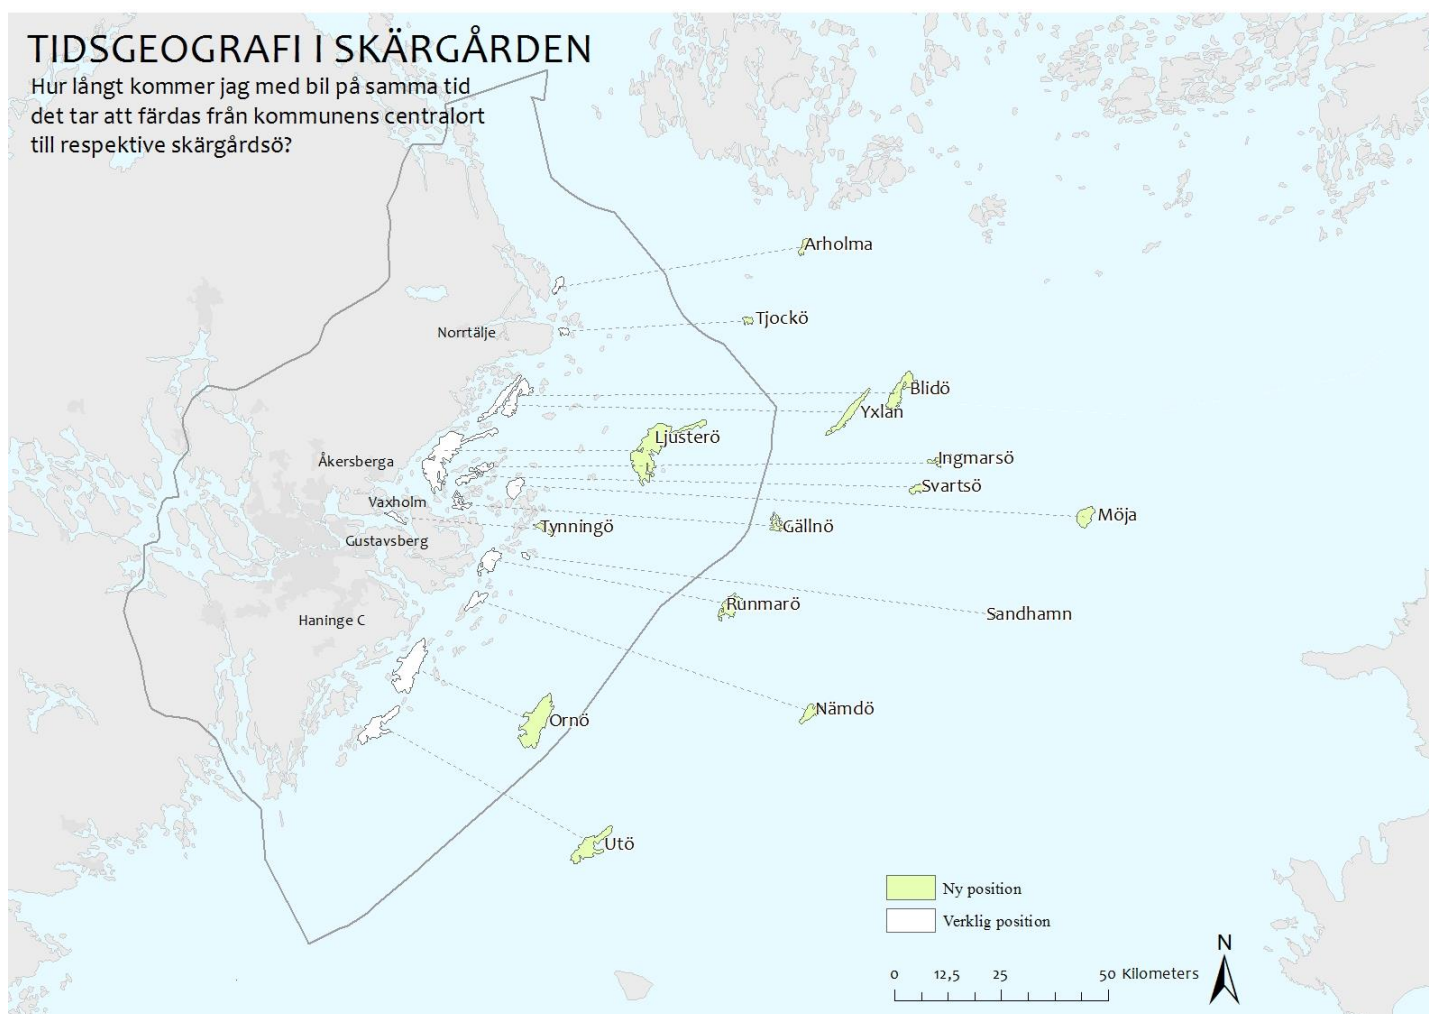 TIDSGEOGRAFI I SKÄRGÅRDEN
Hur långt kommer jag med bil på samma tid
det tar att färdas från kommunens centralort
till respektive skärgårdsö?
Arholma
Tjockö
Norrtälje
Blidö
Yxlan
Ljusterö
Åkersberga
Ingmarsö
Svartsö
Vaxholm
Möja
Tynningö
Gällnö
Gustavsberg
Runmarö
Sandhamn
Haninge C
Nämdö
Ornö
Utö
Ny position
Verklig position
N
0 12,5 25 50 Kilometers